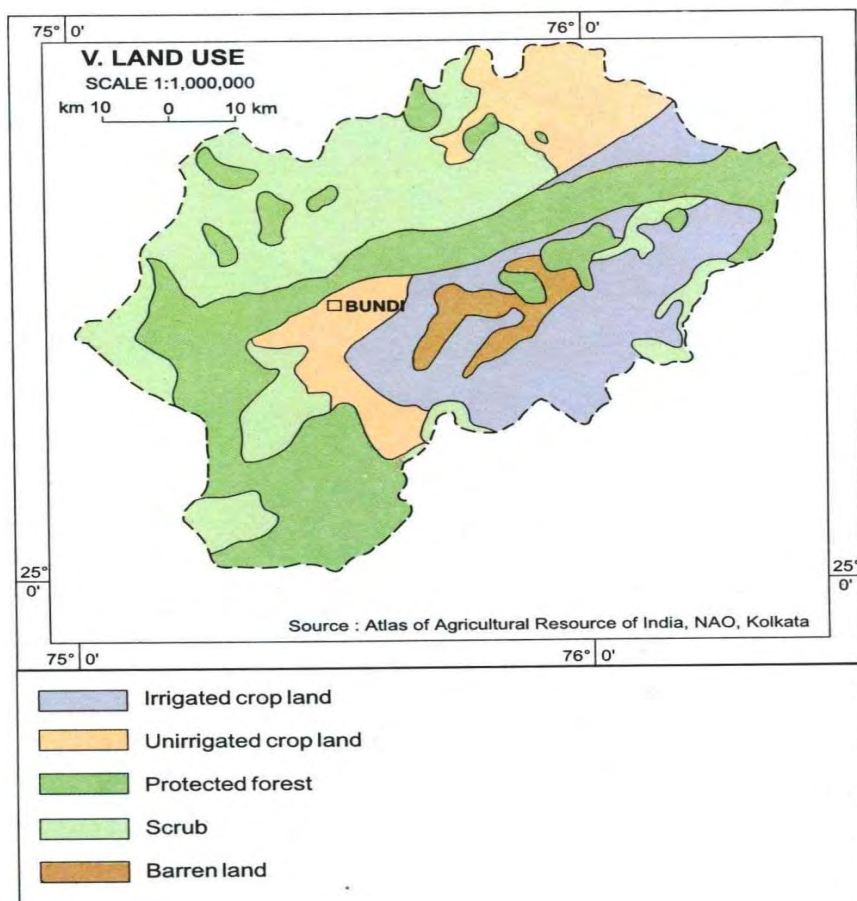 75° 0' 76° 0'
V. LAND USE
SCALE 1:1,000,000
km 10 0 10 km
BUNDI
25° 0' 25° 0'
Source : Atlas of Agricultural Resource of India, NAO, Kolkata
75° 0' 76° 0'
Irrigated crop land
Unirrigated crop land
Protected forest
Scrub
Barren land